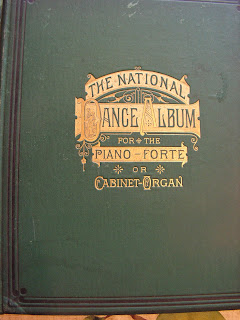 THE NATIONAL
DANCE ALBUM
FOR THE
PIANO-FORTE
OR
CABINET-ORGAN